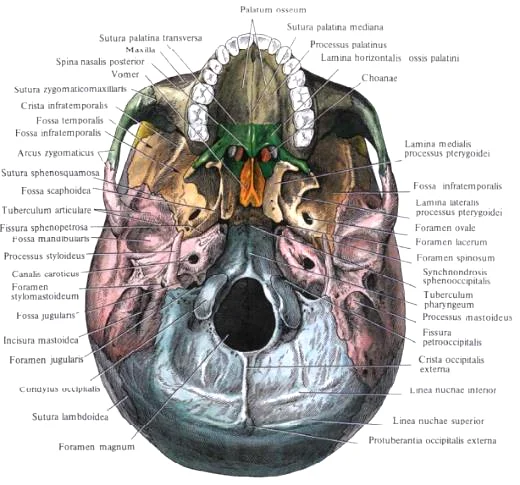 Palatum osseum
Sutura palatina mediana
Sutura palatina transversa
Processus palatinus
Maxilla
Lamina horizontalis ossis palatini
Spina nasalis posterior
Vomer
Choanae
Sutura zygomaticomaxillaris
Crista infratemporalis
Fossa temporalis
Fossa infratemporalis
Arcus zygomaticus
Sutura sphenosquamosa
Fossa scaphoidea
Tuberculum articulare
Fissura sphenopetrosa
Fossa mandibularis
Processus styloideus
Canalis caroticus
Foramen
stylomastoideum
Fossa jugularis
Incisura mastoidea
Foramen jugularis
Condylus occipitalis
Sutura lambdoidea
Foramen magnum
Lamina medialis
processus pterygoidei
Fossa infratemporalis
Lamina lateralis
processus pterygoidei
Foramen ovale
Foramen lacerum
Foramen spinosum
Synchnondrosis
sphenooccipitalis
Tuberculum
pharyngeum
Processus mastoideus
Fissura
petrooccipitalis
Crista occipitalis
externa
Linea nuchae inferior
Linea nuchae superior
Protuberantia occipitalis externa